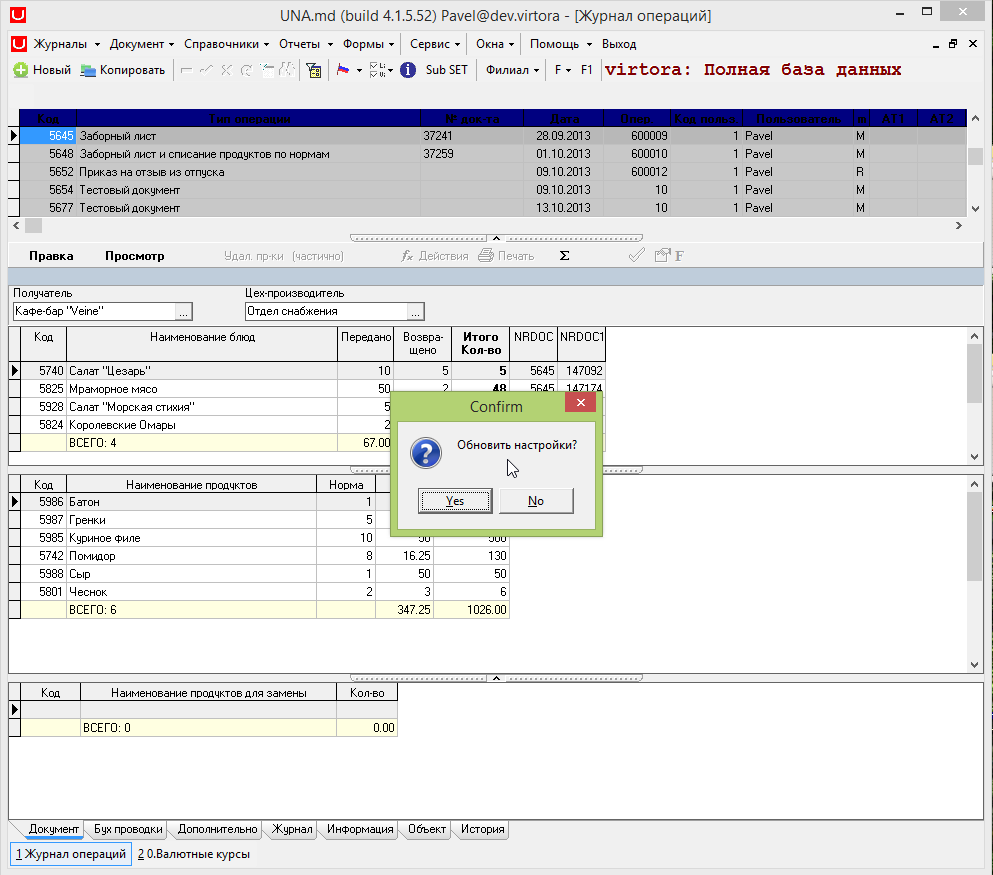 UNA.md (build 4.1.5.52) Pavel@dev.virtora - [Журнал операций]
Журналы Документ Справочники Отчеты Формы Сервис Окна Помощь Выход
Новый Копировать Sub SET Филиал F F1 virtora: Полная база данных
Код Тип операции № док-та Дата Опер. Код польз. Пользователь m AT1 AT2
5645 Заборный лист 37241 28.09.2013 600009 1 Pavel M
5648 Заборный лист и списание продуктов по нормам 37259 01.10.2013 600010 1 Pavel M
5652 Приказ на отзыв из отпуска 09.10.2013 600012 1 Pavel R
5654 Тестовый документ 09.10.2013 10 1 Pavel M
5677 Тестовый документ 13.10.2013 10 1 Pavel M
Правка Просмотр Удал. пр-ки (частично) fx Действия Печать Σ F
Получатель Цех-производитель
Кафе-бар "Veine" ... Отдел снабжения ...
Код Наименование блюд Передано Возвра-щено Итого Кол-во NRDOC NRDOC1
5740 Салат "Цезарь" 10 5 5 5645 147092
5825 Мраморное мясо 50 2 48 5645 147174
5928 Салат "Морская стихия" 5
5824 Королевские Омары 2
ВСЕГО: 4 67.00
Confirm
Обновить настройки?
Yes No
Код Наименование продуктов Норма
5986 Батон 1
5987 Гренки 5
5985 Куриное филе 10 50 500
5742 Помидор 8 16.25 130
5988 Сыр 1 50 50
5801 Чеснок 2 3 6
ВСЕГО: 6 347.25 1026.00
Код Наименование продуктов для замены Кол-во
ВСЕГО: 0 0.00
Документ Бух проводки Дополнительно Журнал Информация Объект История
1 Журнал операций 2 0.Валютные курсы